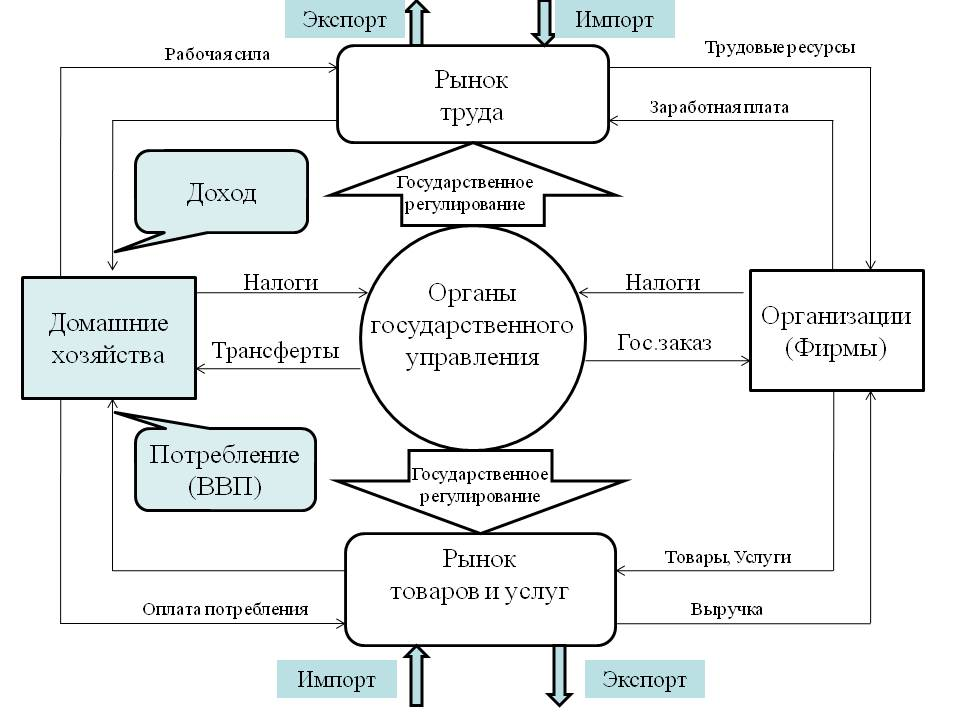 Экспорт
Импорт
Рабочая сила
Трудовые ресурсы
Рынок
труда
Заработная плата
Доход
Государственное
регулирование
Налоги
Органы
государственного
управления
Налоги
Организации
(Фирмы)
Домашние
хозяйства
Трансферты
Гос.заказ
Потребление
(ВВП)
Государственное
регулирование
Рынок
товаров и услуг
Товары, Услуги
Оплата потребления
Выручка
Импорт
Экспорт